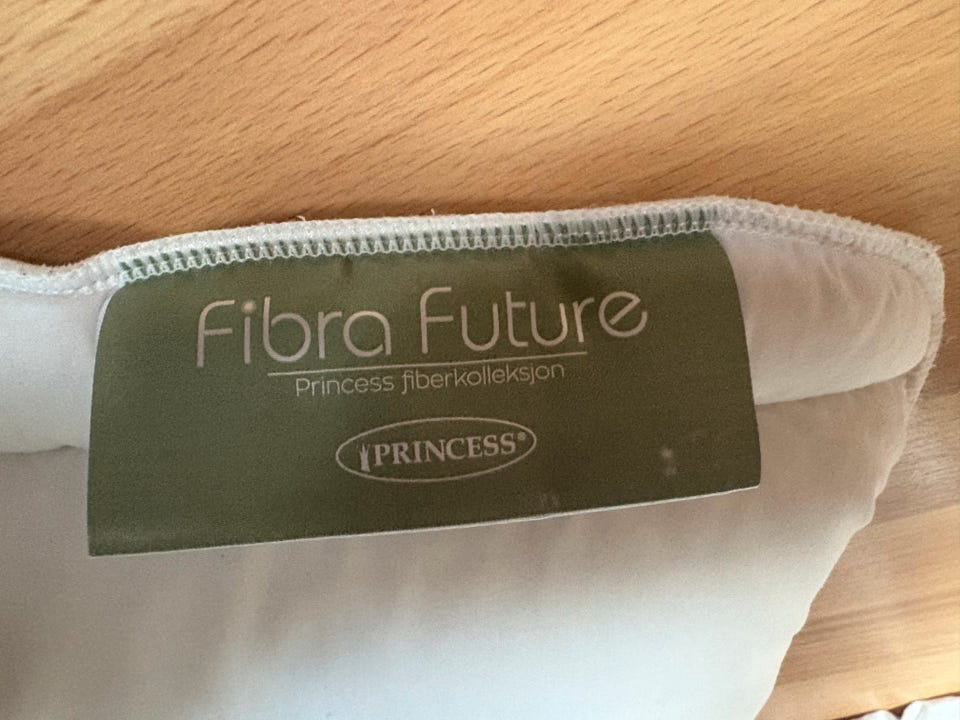 Fibra Future
Princess fiberkolleksjon
PRINCESS®